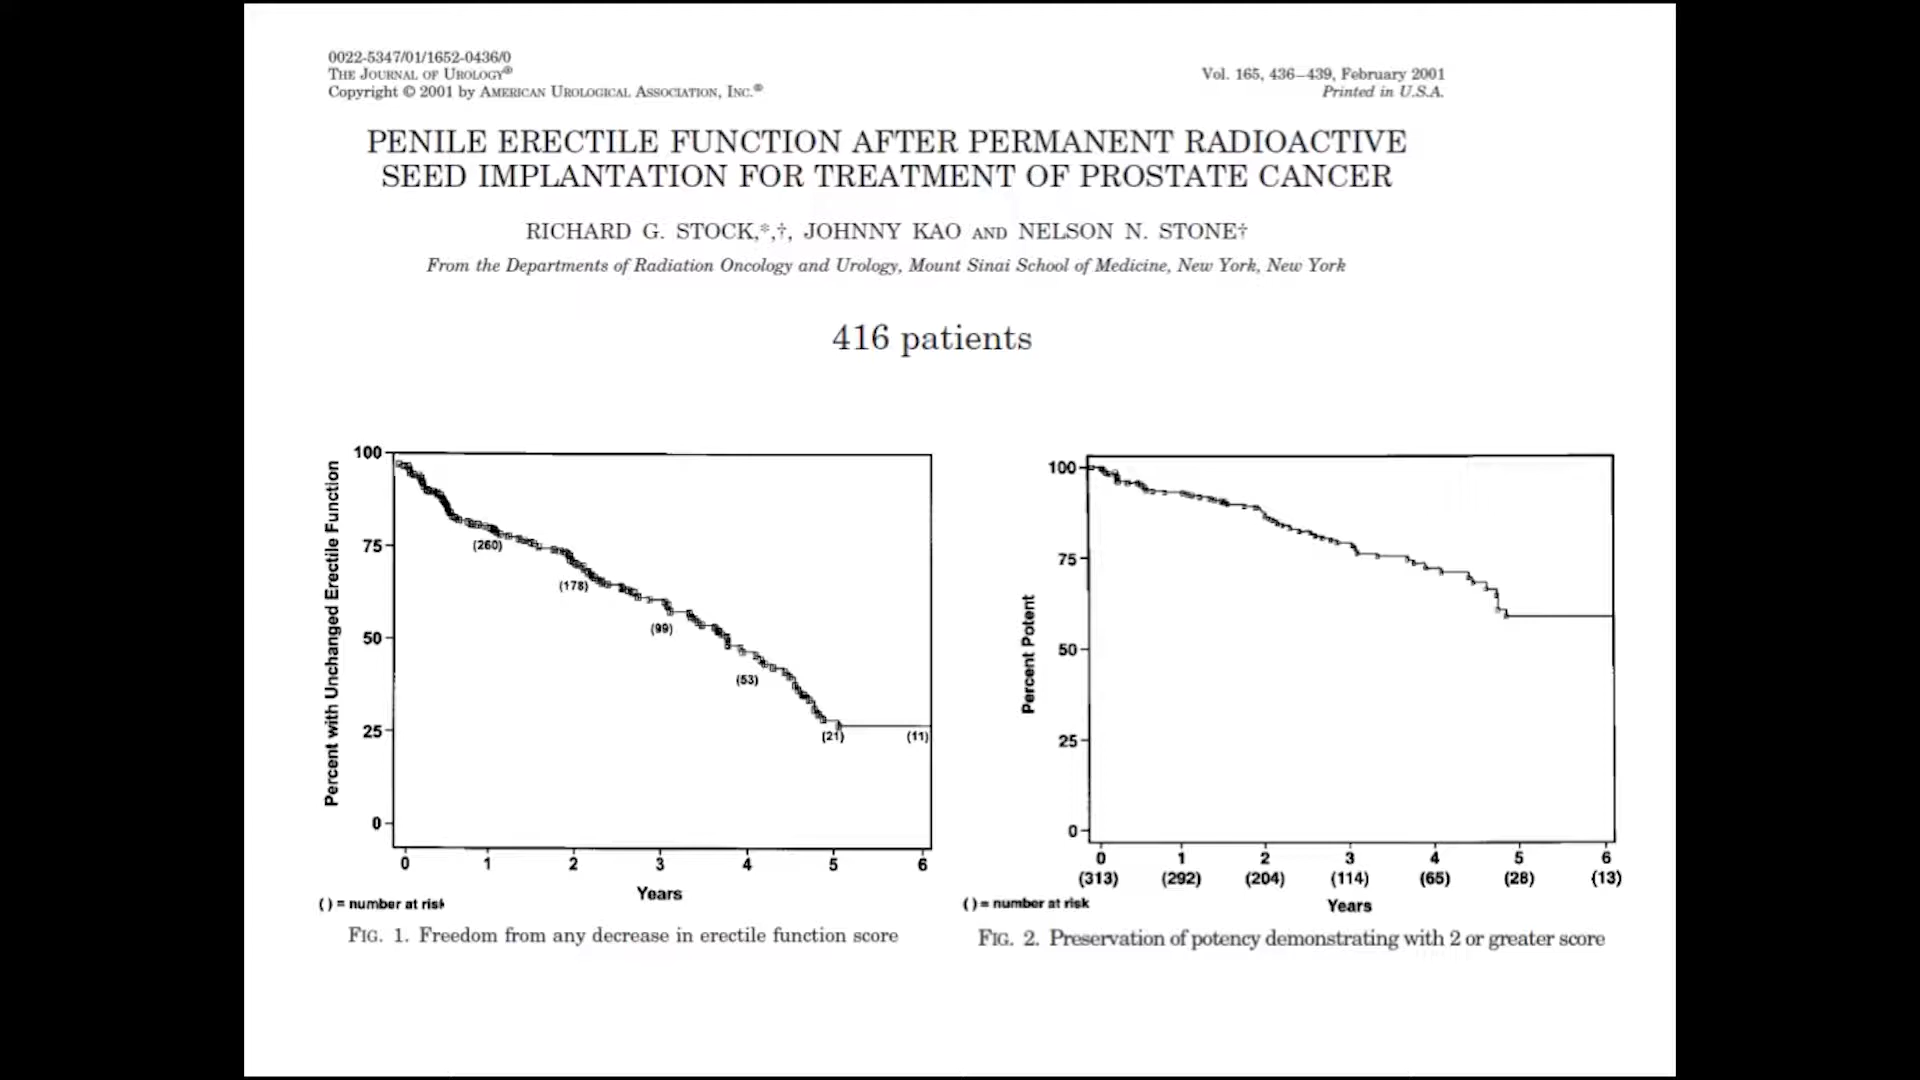 0022-5347/01/1652-0436/0
THE JOURNAL OF UROLOGY®
Copyright © 2001 by AMERICAN UROLOGICAL ASSOCIATION, INC.®
Vol. 165, 436–439, February 2001
Printed in U.S.A.
PENILE ERECTILE FUNCTION AFTER PERMANENT RADIOACTIVE
SEED IMPLANTATION FOR TREATMENT OF PROSTATE CANCER
RICHARD G. STOCK,*,†, JOHNNY KAO AND NELSON N. STONE†
From the Departments of Radiation Oncology and Urology, Mount Sinai School of Medicine, New York, New York
416 patients
Percent with Unchanged Erectile Function
100
75
50
25
0
(260)
(178)
(99)
(53)
(21)
(11)
0 1 2 3 4 5 6
Years
( ) = number at risk
FIG. 1. Freedom from any decrease in erectile function score
Percent Potent
100
75
50
25
0
0 1 2 3 4 5 6
(313) (292) (204) (114) (65) (28) (13)
Years
( ) = number at risk
FIG. 2. Preservation of potency demonstrating with 2 or greater score